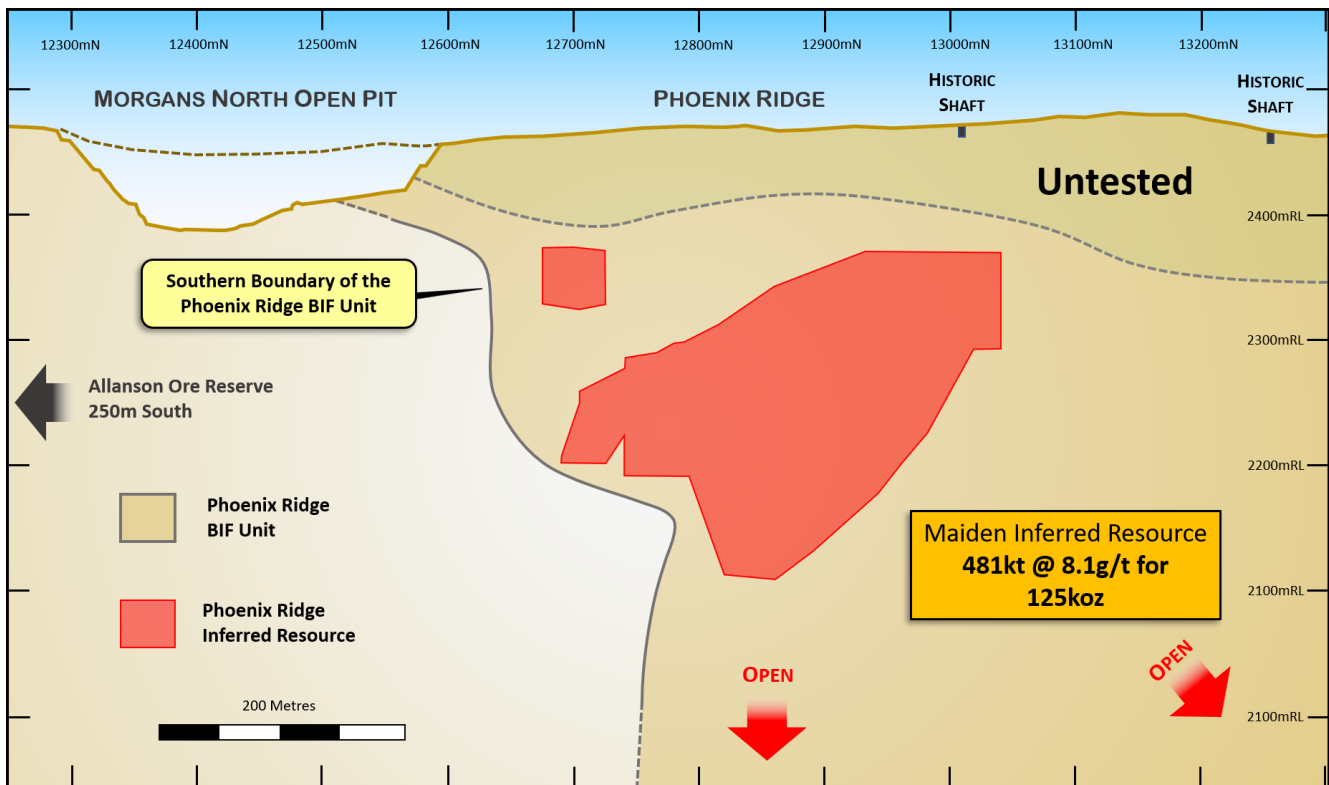 12300mN 12400mN 12500mN 12600mN 12700mN 12800mN 12900mN 13000mN 13100mN 13200mN
MORGANS NORTH OPEN PIT
PHOENIX RIDGE
HISTORIC
SHAFT
HISTORIC
SHAFT
Untested
2400mRL
Southern Boundary of the
Phoenix Ridge BIF Unit
2300mRL
Allanson Ore Reserve
250m South
2200mRL
Phoenix Ridge
BIF Unit
Maiden Inferred Resource
481kt @ 8.1g/t for
125koz
2100mRL
Phoenix Ridge
Inferred Resource
OPEN
OPEN
200 Metres
2100mRL